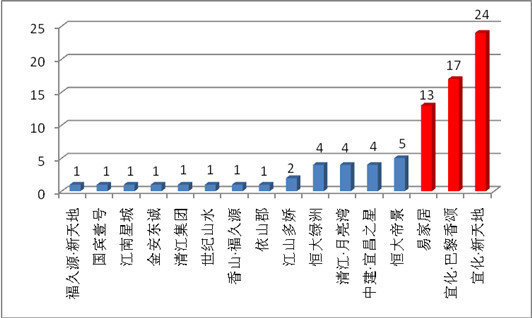 25
20
15
10
5
0
1
1
1
1
1
1
1
1
2
4
4
4
5
13
17
24
福久源·新天地
国宾壹号
江南星城
金安东诚
清江集团
世纪山水
香山·福久源
依山郡
江山多娇
恒大绿洲
清江·月亮湾
中建·宜昌之星
恒大帝景
易家居
宜化·巴黎香颂
宜化·新天地